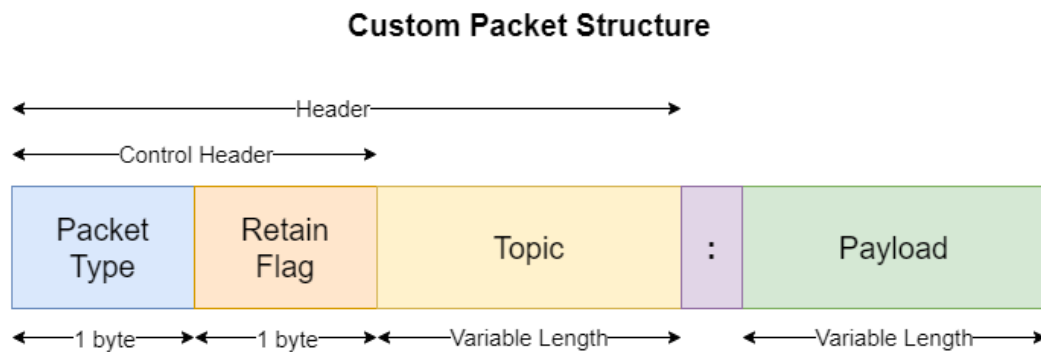 Custom Packet Structure
Header
Control Header
Packet
Type
Retain
Flag
Topic
:
Payload
1 byte
1 byte
Variable Length
Variable Length